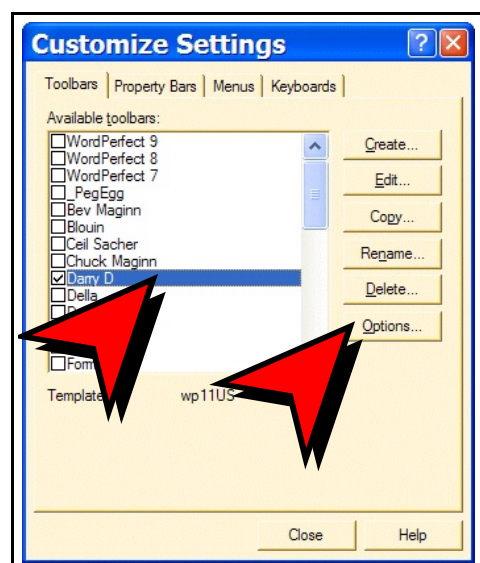 Customize Settings
Toolbars Property Bars Menus Keyboards
Available toolbars:
WordPerfect 9
WordPerfect 8
WordPerfect 7
_PegEgg
Bev Maginn
Blouin
Ceil Sacher
Chuck Maginn
Darry D
Della
Create...
Edit...
Copy...
Rename...
Delete...
Options...
Template
wp11US
Close
Help